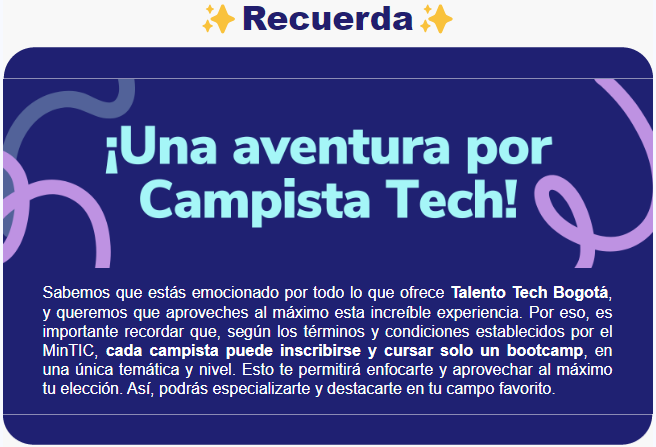 ✨Recuerda✨
¡Una aventura por
Campista Tech!
Sabemos que estás emocionado por todo lo que ofrece Talento Tech Bogotá,
y queremos que aproveches al máximo esta increíble experiencia. Por eso, es
importante recordar que, según los términos y condiciones establecidos por el
MinTIC, cada campista puede inscribirse y cursar solo un bootcamp, en
una única temática y nivel. Esto te permitirá enfocarte y aprovechar al máximo
tu elección. Así, podrás especializarte y destacarte en tu campo favorito.